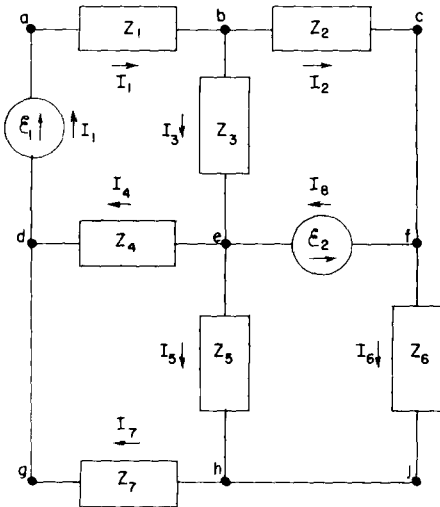 a Z₁ b Z₂ c
I₁ I₂
ℰ₁ I₁ I₃ Z₃
I₄ I₈
d Z₄ e ℰ₂ f
I₅ Z₅ I₆ Z₆
I₇
g Z₇ h j